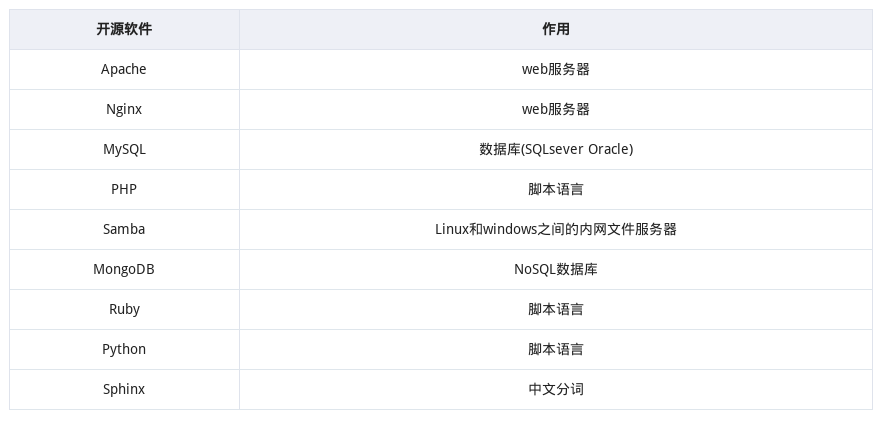 开源软件 作用
Apache web服务器
Nginx web服务器
MySQL 数据库(SQLsever Oracle)
PHP 脚本语言
Samba Linux和windows之间的内网文件服务器
MongoDB NoSQL数据库
Ruby 脚本语言
Python 脚本语言
Sphinx 中文分词